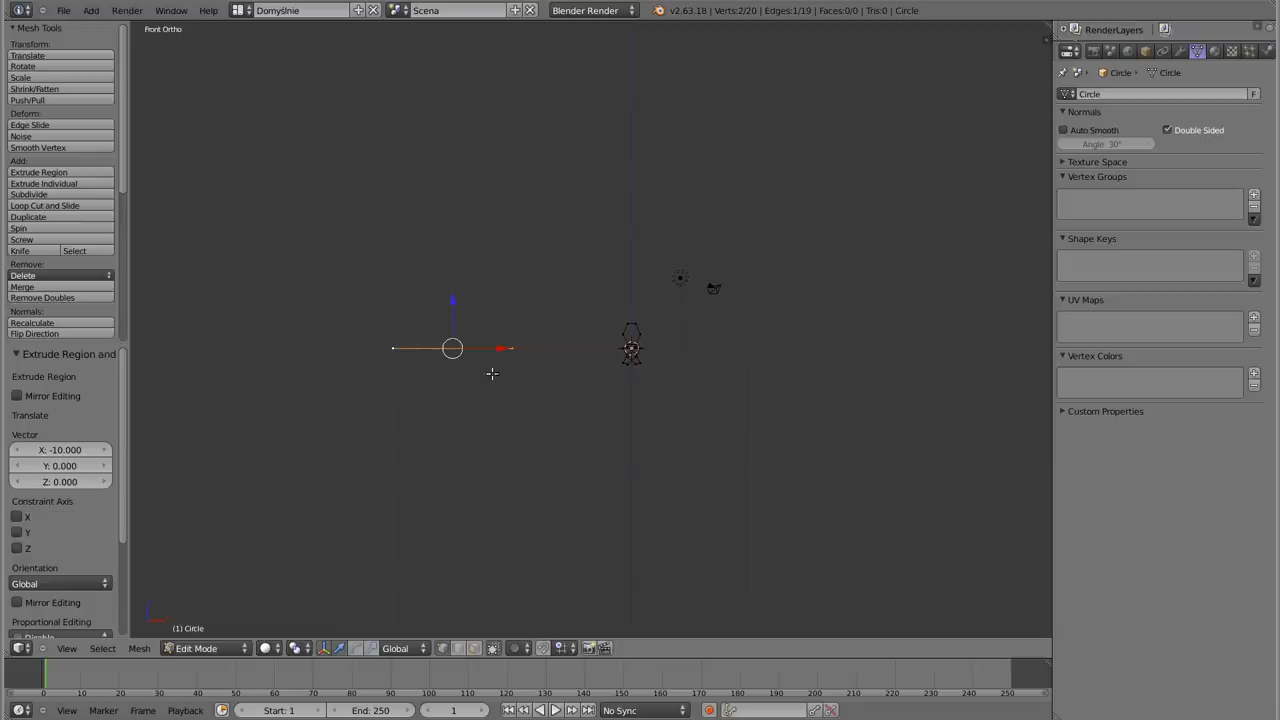 File Add Render Window Help Domyślnie Scena Blender Render v2.63.18 | Verts:2/20 | Edges:1/19 | Faces:0/0 | Tris:0 | Circle
Mesh Tools
Transform:
Translate
Rotate
Scale
Shrink/Fatten
Push/Pull
Deform:
Edge Slide
Noise
Smooth Vertex
Add:
Extrude Region
Extrude Individual
Subdivide
Loop Cut and Slide
Duplicate
Spin
Screw
Knife Select
Remove:
Delete
Merge
Remove Doubles
Normals:
Recalculate
Flip Direction
Extrude Region and
Extrude Region
Mirror Editing
Translate
Vector
X: -10.000
Y: 0.000
Z: 0.000
Constraint Axis
X
Y
Z
Orientation
Global
Mirror Editing
Proportional Editing
Disable
Front Ortho
(1) Circle
RenderLayers
Circle Circle
Circle F
Normals
Auto Smooth Double Sided
Angle 30°
Texture Space
Vertex Groups
Shape Keys
UV Maps
Vertex Colors
Custom Properties
View Select Mesh Edit Mode Global
0 10 20 30 40 50 60 70 80 90 100 110 120 130 140 150 160 170 180 190 200 210 220 230 240 250
View Marker Frame Playback Start: 1 End: 250 1 No Sync